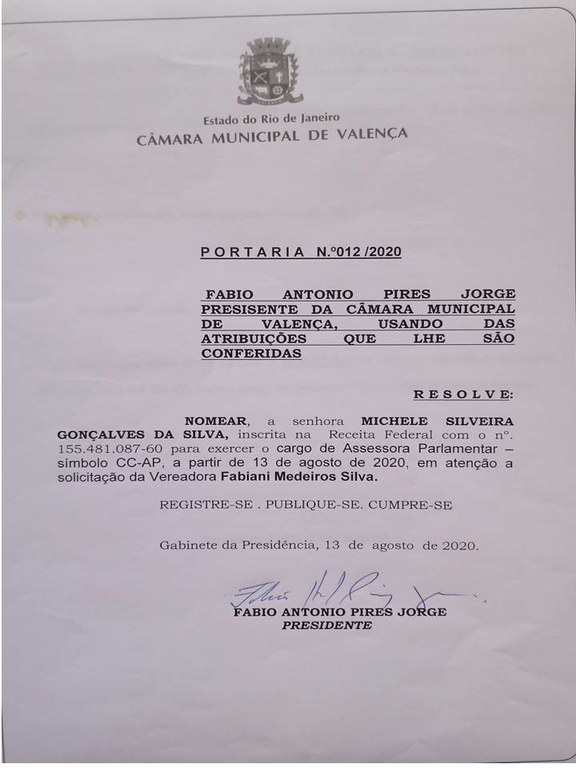 Estado do Rio de Janeiro
CÂMARA MUNICIPAL DE VALENÇA
PORTARIA N.º012 /2020
FABIO ANTONIO PIRES JORGE
PRESISENTE DA CÂMARA MUNICIPAL
DE VALENÇA, USANDO DAS
ATRIBUIÇÕES QUE LHE SÃO
CONFERIDAS
RESOLVE:
NOMEAR, a senhora MICHELE SILVEIRA
GONÇALVES DA SILVA, inscrita na Receita Federal com o nº.
155.481.087-60 para exercer o cargo de Assessora Parlamentar –
símbolo CC-AP, a partir de 13 de agosto de 2020, em atenção a
solicitação da Vereadora Fabiani Medeiros Silva.
REGISTRE-SE . PUBLIQUE-SE. CUMPRE-SE
Gabinete da Presidência, 13 de agosto de 2020.
FABIO ANTONIO PIRES JORGE
PRESIDENTE